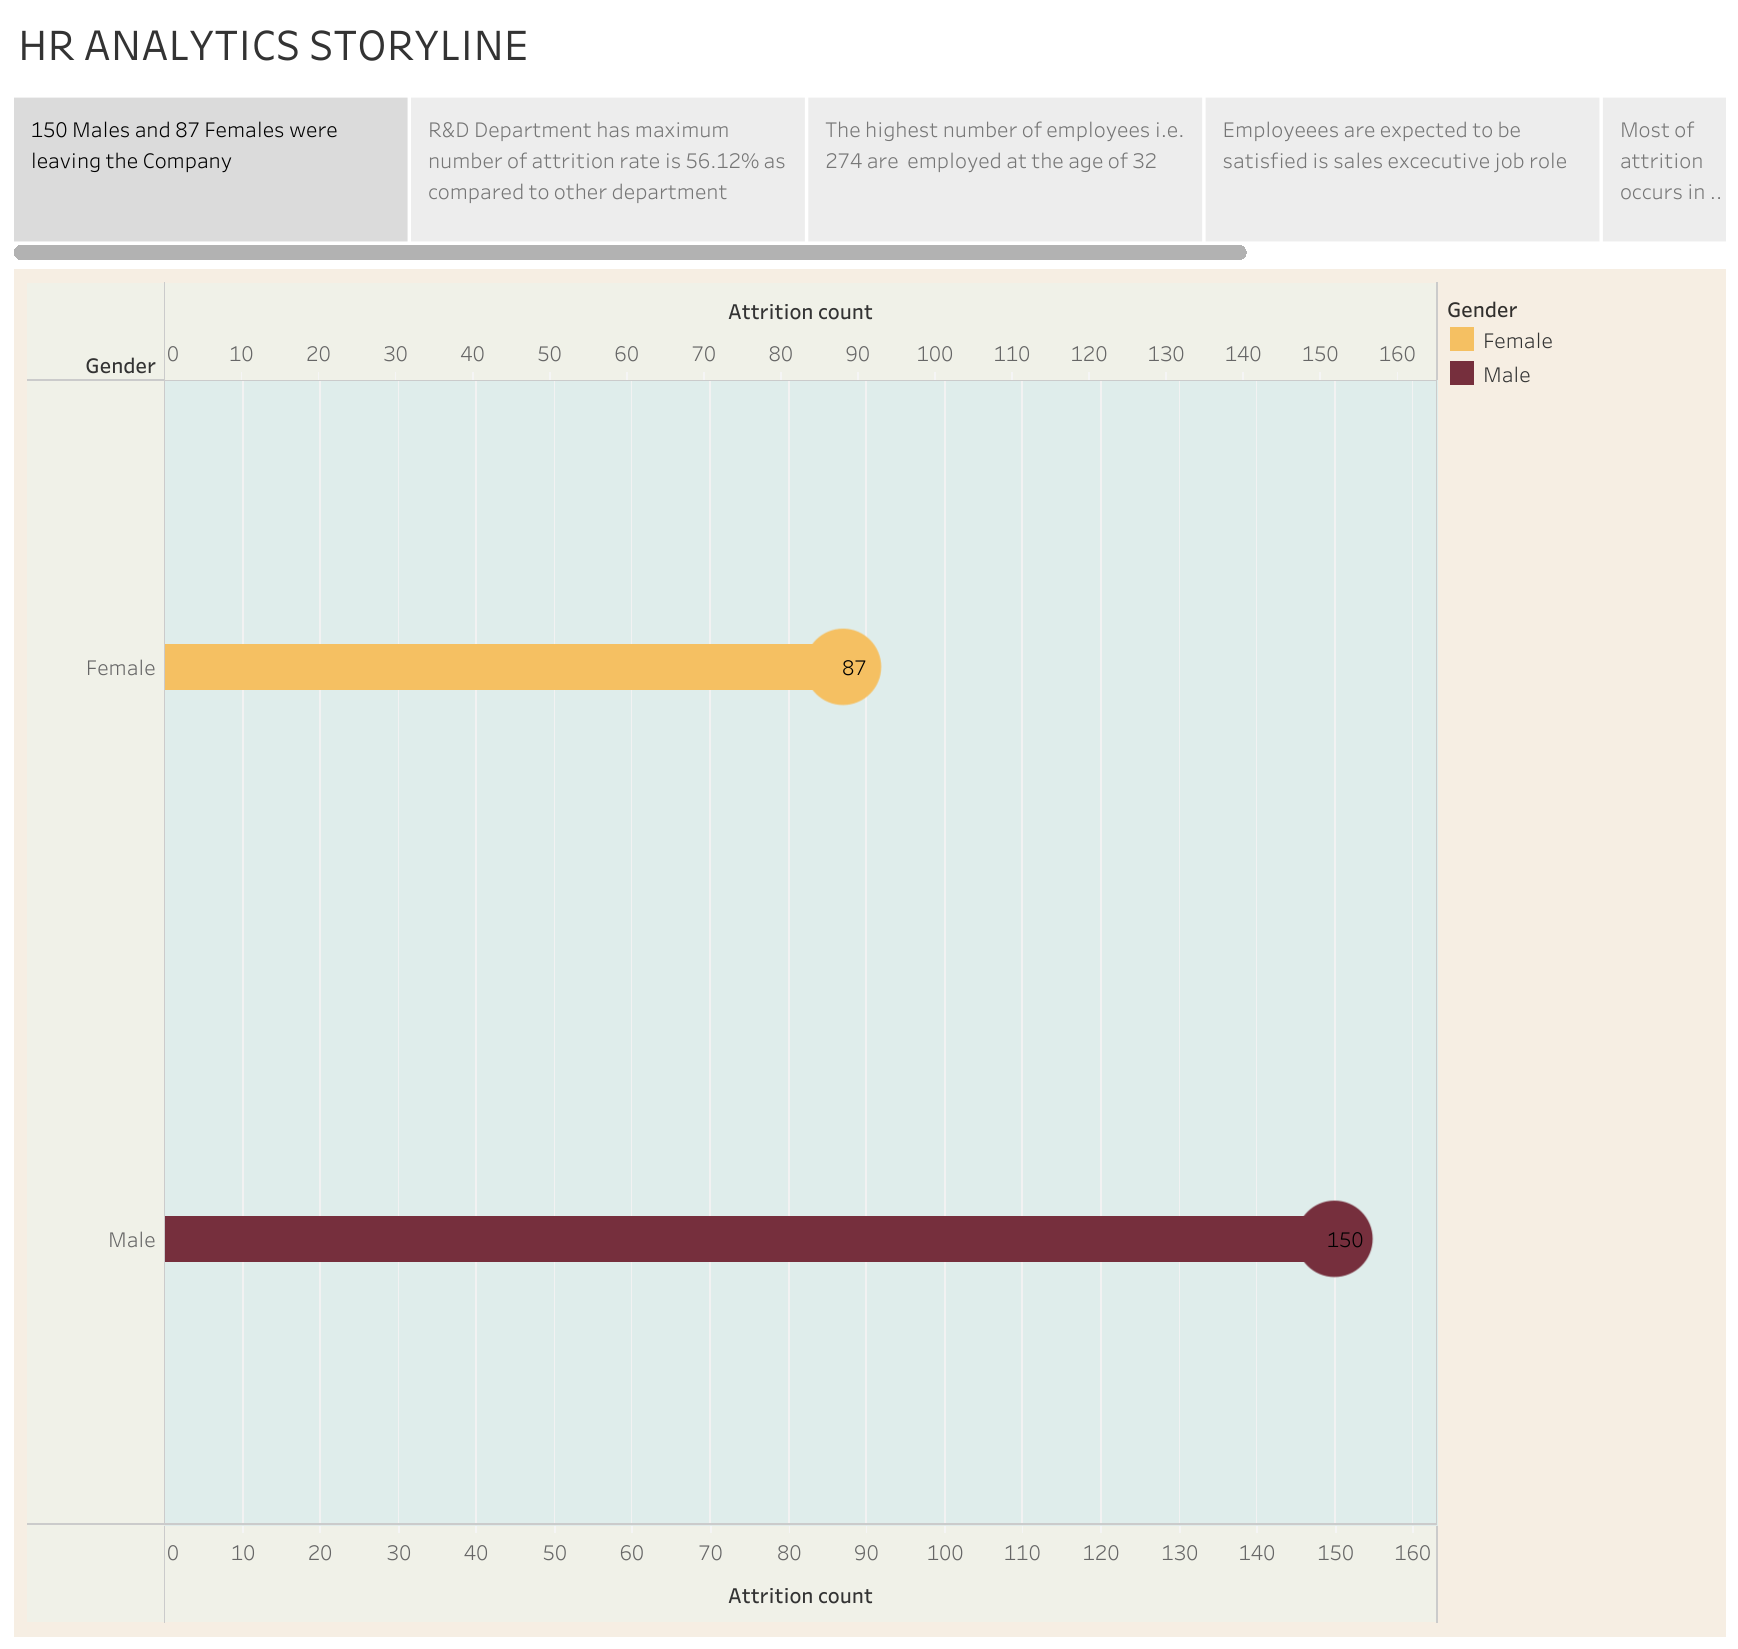 HR ANALYTICS STORYLINE
150 Males and 87 Females were
leaving the Company
R&D Department has maximum
number of attrition rate is 56.12% as
compared to other department
The highest number of employees i.e.
274 are  employed at the age of 32
Employeees are expected to be
satisfied is sales excecutive job role
Most of
attrition
occurs in ..
Attrition count
Gender
0 10 20 30 40 50 60 70 80 90 100 110 120 130 140 150 160
Gender
Female
Male
Female
87
Male
150
0 10 20 30 40 50 60 70 80 90 100 110 120 130 140 150 160
Attrition count